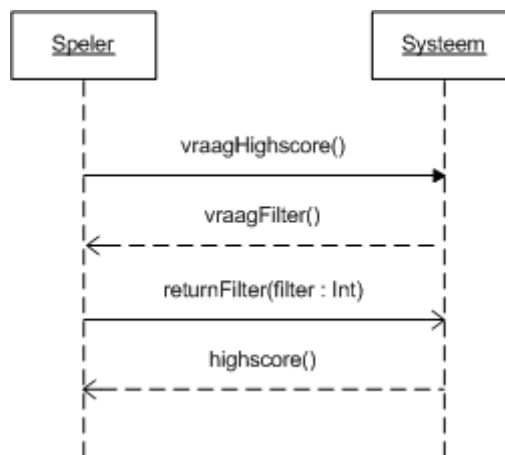 Speler
Systeem
vraagHighscore()
vraagFilter()
returnFilter(filter : Int)
highscore()